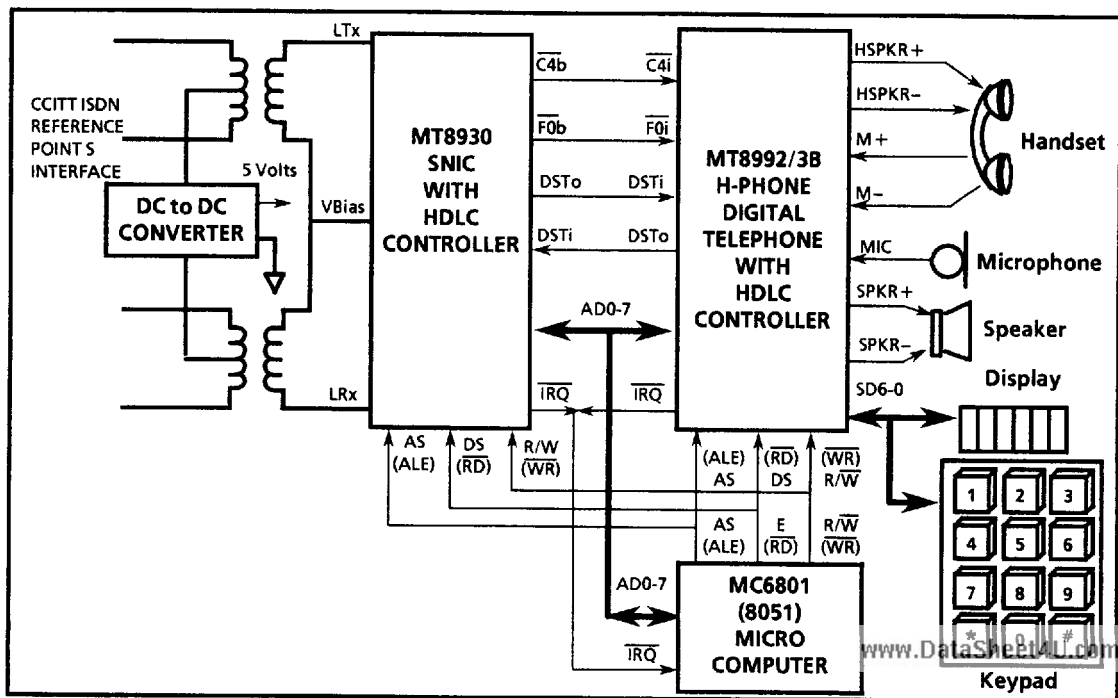 CCITT ISDN
REFERENCE
POINT S
INTERFACE
DC to DC
CONVERTER
5 Volts
LTx
VBias
LRx
MT8930
SNIC
WITH
HDLC
CONTROLLER
C4b
C4i
F0b
F0i
DSTo
DSTi
DSTi
DSTo
AD0-7
IRQ
IRQ
MT8992/3B
H-PHONE
DIGITAL
TELEPHONE
WITH
HDLC
CONTROLLER
HSPKR+
HSPKR-
M+
M-
Handset
MIC
Microphone
SPKR+
SPKR-
Speaker
Display
SD6-0
AS
(ALE)
DS
(RD)
R/W
(WR)
(ALE)
AS
(RD)
DS
(WR)
R/W
AS
(ALE)
E
(RD)
R/W
(WR)
AD0-7
IRQ
MC6801
(8051)
MICRO
COMPUTER
1 2 3
4 5 6
7 8 9
* 0 #
www.DataSheet4U.com
Keypad